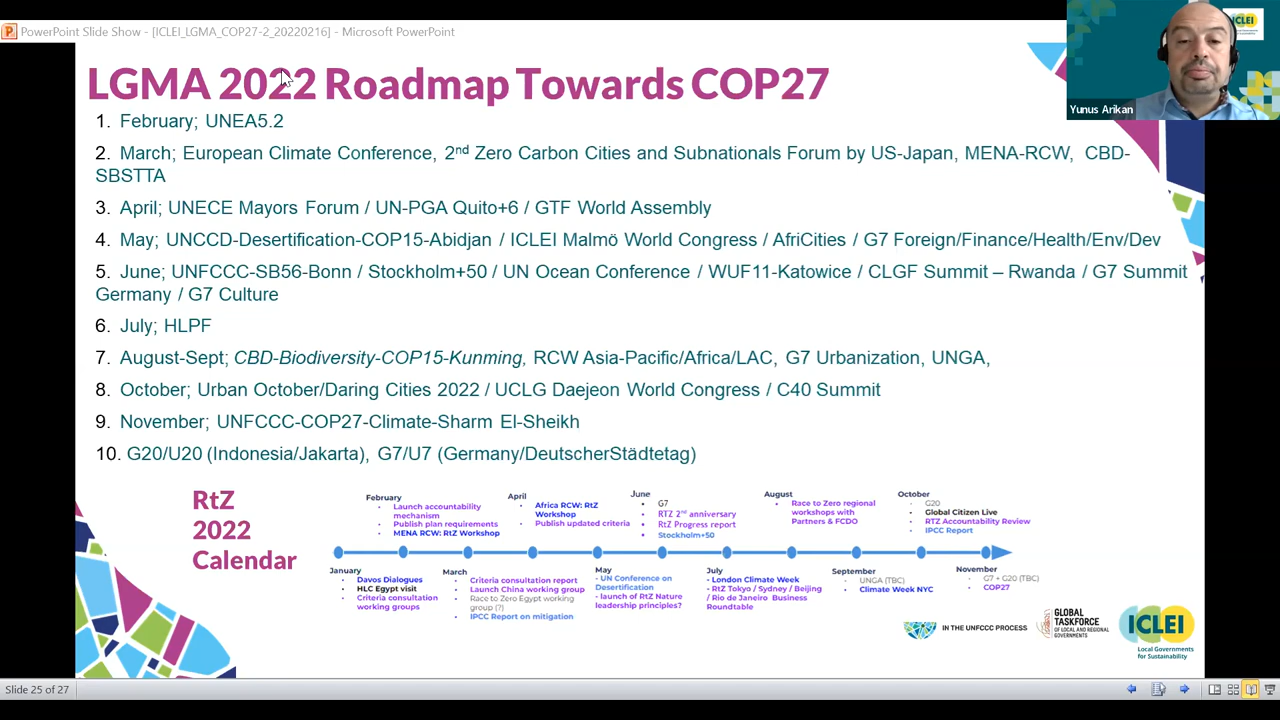 PowerPoint Slide Show - [ICLEI_LGMA_COP27-2_20220216] - Microsoft PowerPoint
ICLEI
Yunus Arikan
LGMA 2022 Roadmap Towards COP27
1. February; UNEA5.2
2. March; European Climate Conference, 2nd Zero Carbon Cities and Subnationals Forum by US-Japan, MENA-RCW, CBD-
SBSTTA
3. April; UNECE Mayors Forum / UN-PGA Quito+6 / GTF World Assembly
4. May; UNCCD-Desertification-COP15-Abidjan / ICLEI Malmö World Congress / AfriCities / G7 Foreign/Finance/Health/Env/Dev
5. June; UNFCCC-SB56-Bonn / Stockholm+50 / UN Ocean Conference / WUF11-Katowice / CLGF Summit – Rwanda / G7 Summit
Germany / G7 Culture
6. July; HLPF
7. August-Sept; CBD-Biodiversity-COP15-Kunming, RCW Asia-Pacific/Africa/LAC, G7 Urbanization, UNGA,
8. October; Urban October/Daring Cities 2022 / UCLG Daejeon World Congress / C40 Summit
9. November; UNFCCC-COP27-Climate-Sharm El-Sheikh
10. G20/U20 (Indonesia/Jakarta), G7/U7 (Germany/DeutscherStädtetag)
RtZ
2022
Calendar
February
• Launch accountability
mechanism
• Publish plan requirements
• MENA RCW: RtZ Workshop
April
• Africa RCW: RtZ
Workshop
• Publish updated criteria
June
• G7
• RTZ 2nd anniversary
• RtZ Progress report
• Stockholm+50
August
• Race to Zero regional
workshops with
Partners & FCDO
October
• G20
• Global Citizen Live
• RTZ Accountability Review
• IPCC Report
January
• Davos Dialogues
• HLC Egypt visit
• Criteria consultation
working groups
March
• Criteria consultation report
• Launch China working group
• Race to Zero Egypt working
group (?)
• IPCC Report on mitigation
May
- UN Conference on
Desertification
- launch of RtZ Nature
leadership principles?
July
- London Climate Week
- RtZ Tokyo / Sydney / Beijing
/ Rio de Janeiro Business
Roundtable
September
• UNGA (TBC)
• Climate Week NYC
November
• G7 + G20 (TBC)
• COP27
IN THE UNFCCC PROCESS
GLOBAL
TASKFORCE
OF LOCAL AND REGIONAL
GOVERNMENTS
ICLEI
Local Governments
for Sustainability
Slide 25 of 27